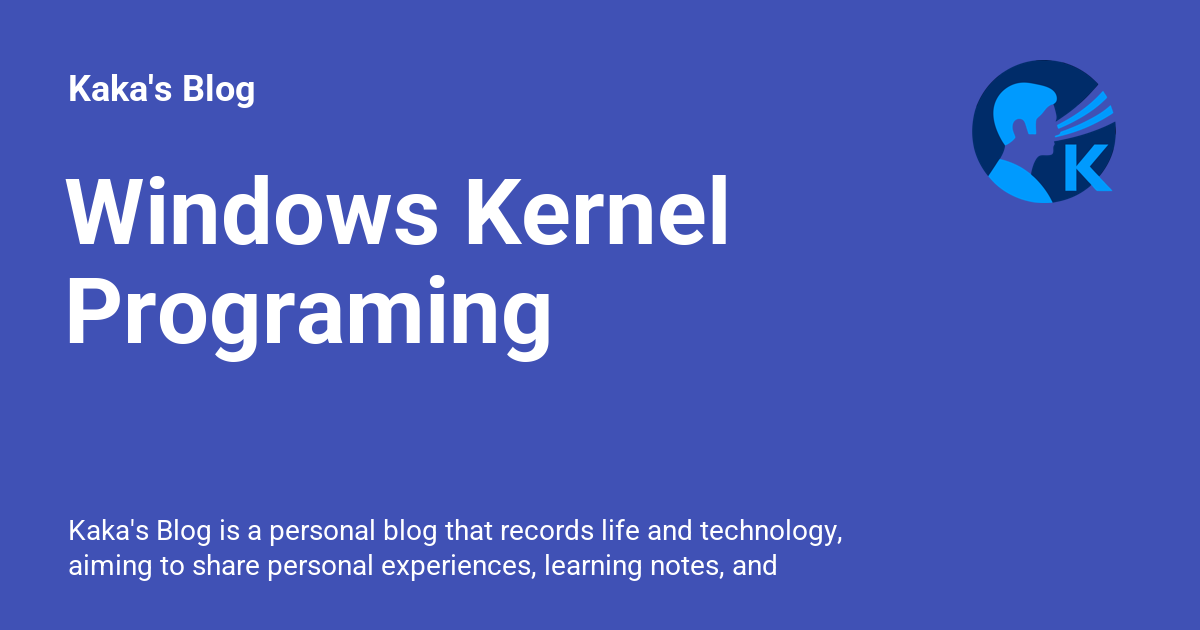 Kaka's Blog
Windows Kernel
Programing
K
Kaka's Blog is a personal blog that records life and technology,
aiming to share personal experiences, learning notes, and